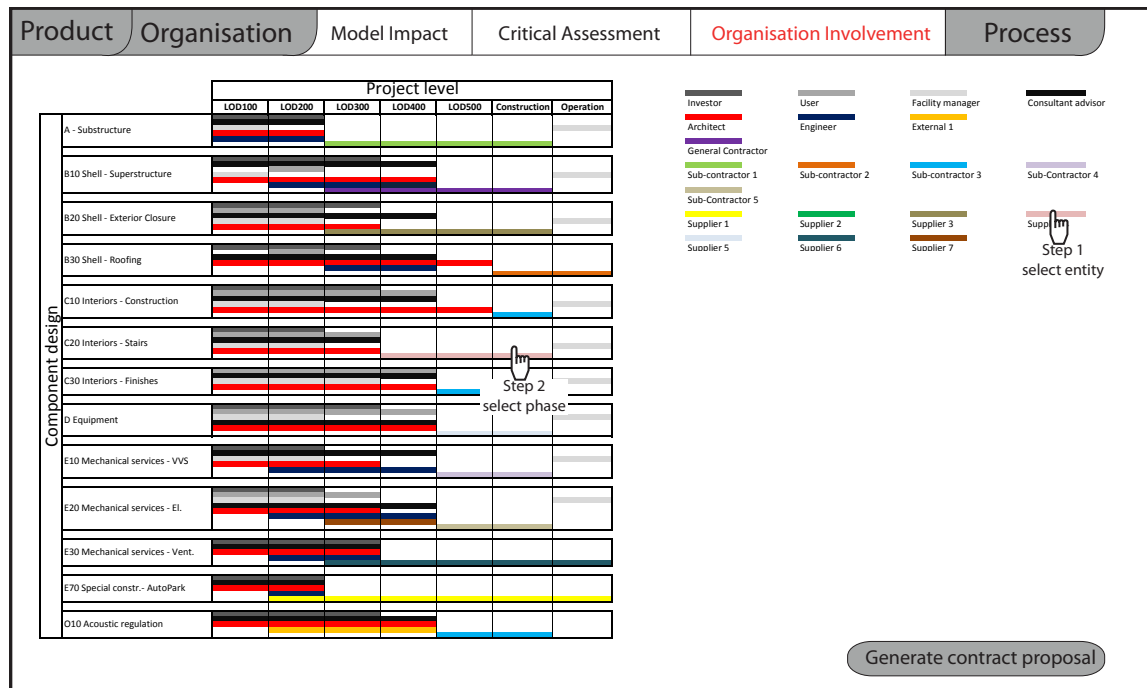 Product
Organisation
Model Impact
Critical Assessment
Organisation Involvement
Process
Project level
LOD100 LOD200 LOD300 LOD400 LOD500 Construction Operation
Component design
A - Substructure
B10 Shell - Superstructure
B20 Shell - Exterior Closure
B30 Shell - Roofing
C10 Interiors - Construction
C20 Interiors - Stairs
C30 Interiors - Finishes
D Equipment
E10 Mechanical services - VVS
E20 Mechanical services - El.
E30 Mechanical services - Vent.
E70 Special constr.- AutoPark
O10 Acoustic regulation
Step 2
select phase
Investor User Facility manager Consultant advisor
Architect Engineer External 1
General Contractor
Sub-contractor 1 Sub-contractor 2 Sub-contractor 3 Sub-Contractor 4
Sub-Contractor 5
Supplier 1 Supplier 2 Supplier 3
Supplier 5 Supplier 6 Supplier 7
Step 1
select entity
Generate contract proposal